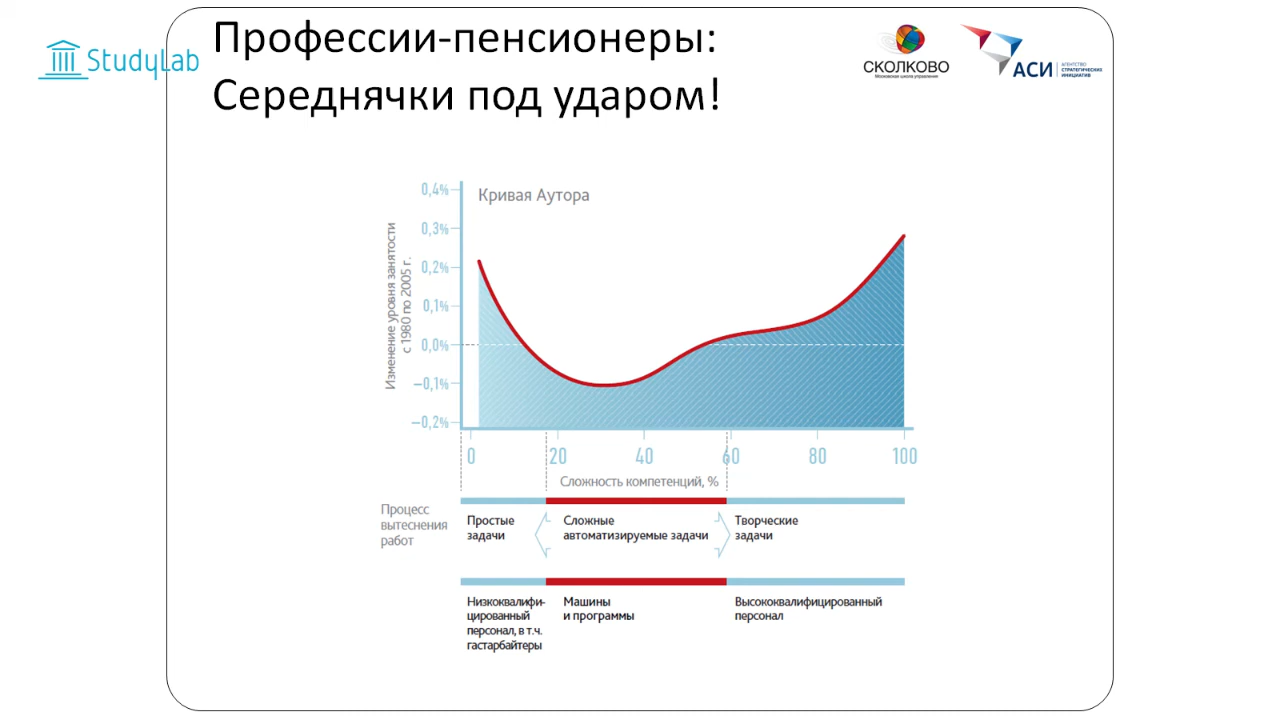 Профессии-пенсионеры:
Середнячки под ударом!
StudyLab
СКОЛКОВО
Московская школа управления
АСИ
АГЕНТСТВО
СТРАТЕГИЧЕСКИХ
ИНИЦИАТИВ
Кривая Аутора
Изменение уровня занятости
с 1980 по 2005 г.
0,4%
0,3%
0,2%
0,1%
0,0%
–0,1%
–0,2%
0 20 40 60 80 100
Сложность компетенций, %
Процесс
вытеснения
работ
Простые
задачи
Сложные
автоматизируемые задачи
Творческие
задачи
Низкоквалифи-
цированный
персонал, в т.ч.
гастарбайтеры
Машины
и программы
Высококвалифицированный
персонал